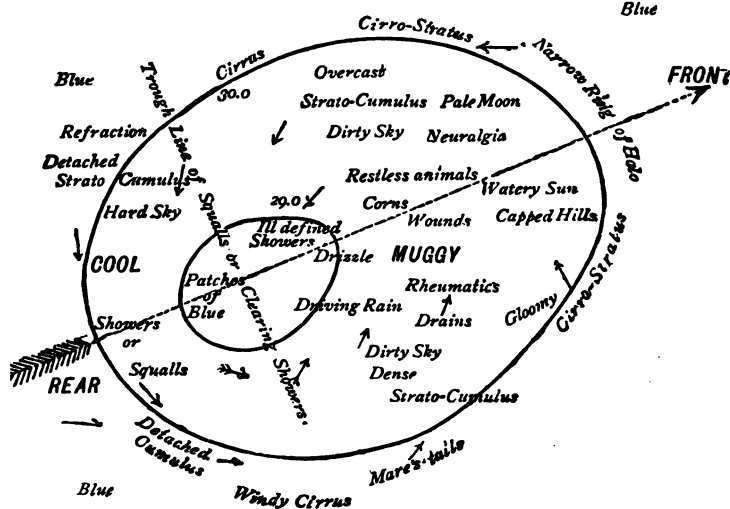 Blue
Cirro-Stratus
Narrow Ring of Halo
FRONT
Blue
Cirrus
30.0
Overcast
Trough Line of Squalls or Clearing Showers.
Strato-Cumulus
Pale Moon
Refraction
Dirty Sky
Neuralgia
Detached
Strato Cumulus
Restless animals
Watery Sun
Hard Sky
29.0
Corns
Wounds
Capped Hills
Ill defined
Showers
COOL
Drizzle
MUGGY
Patches
of
Blue
Rheumatics
Driving Rain
Drains
Gloomy
Cirro-Stratus
Showers
or
Squalls
Dirty Sky
Dense
Strato-Cumulus
REAR
Detached
Cumulus
Mare's-tails
Blue
Windy Cirrus